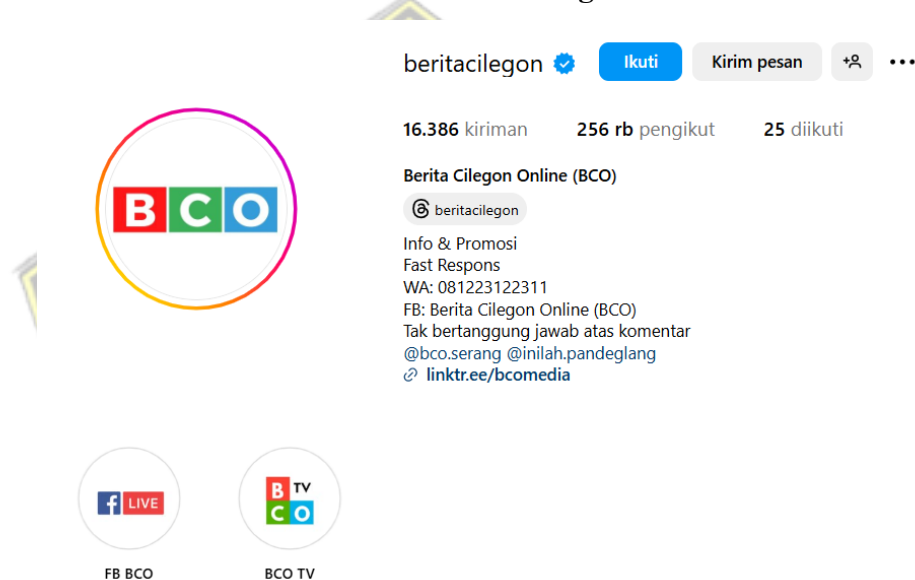 beritacilegon
Ikuti
Kirim pesan
16.386 kiriman
256 rb pengikut
25 diikuti
Berita Cilegon Online (BCO)
beritacilegon
Info & Promosi
Fast Respons
WA: 081223122311
FB: Berita Cilegon Online (BCO)
Tak bertanggung jawab atas komentar
@bco.serang @inilah.pandeglang
linktr.ee/bcomedia
BCO
f LIVE
B TV
CO
FB BCO
BCO TV